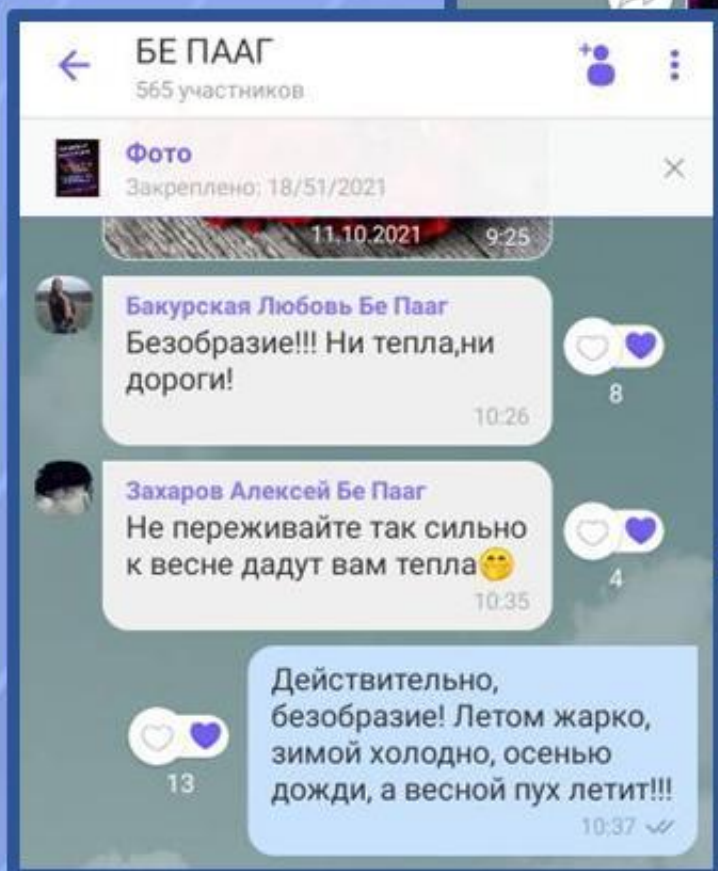 БЕ ПААГ
565 участников
Фото
Закреплено: 18/51/2021
11.10.2021 9:25
Бакурская Любовь Бе Пааг
Безобразие!!! Ни тепла,ни
дороги!
10:26
8
Захаров Алексей Бе Пааг
Не переживайте так сильно
к весне дадут вам тепла🤭
10:35
4
Действительно,
безобразие! Летом жарко,
зимой холодно, осенью
дожди, а весной пух летит!!!
10:37
13